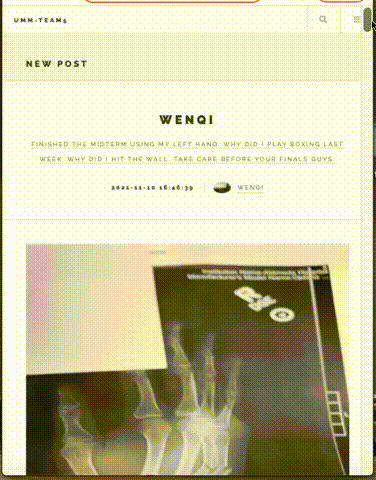 UMM-TEAM5
NEW POST
WENQI
FINISHED THE MIDTERM USING MY LEFT HAND. WHY DID I PLAY BOXING LAST
WEEK. WHY DID I HIT THE WALL. TAKE CARE BEFORE YOUR FINALS GUYS.
2021-11-10 16:46:39 WENQI